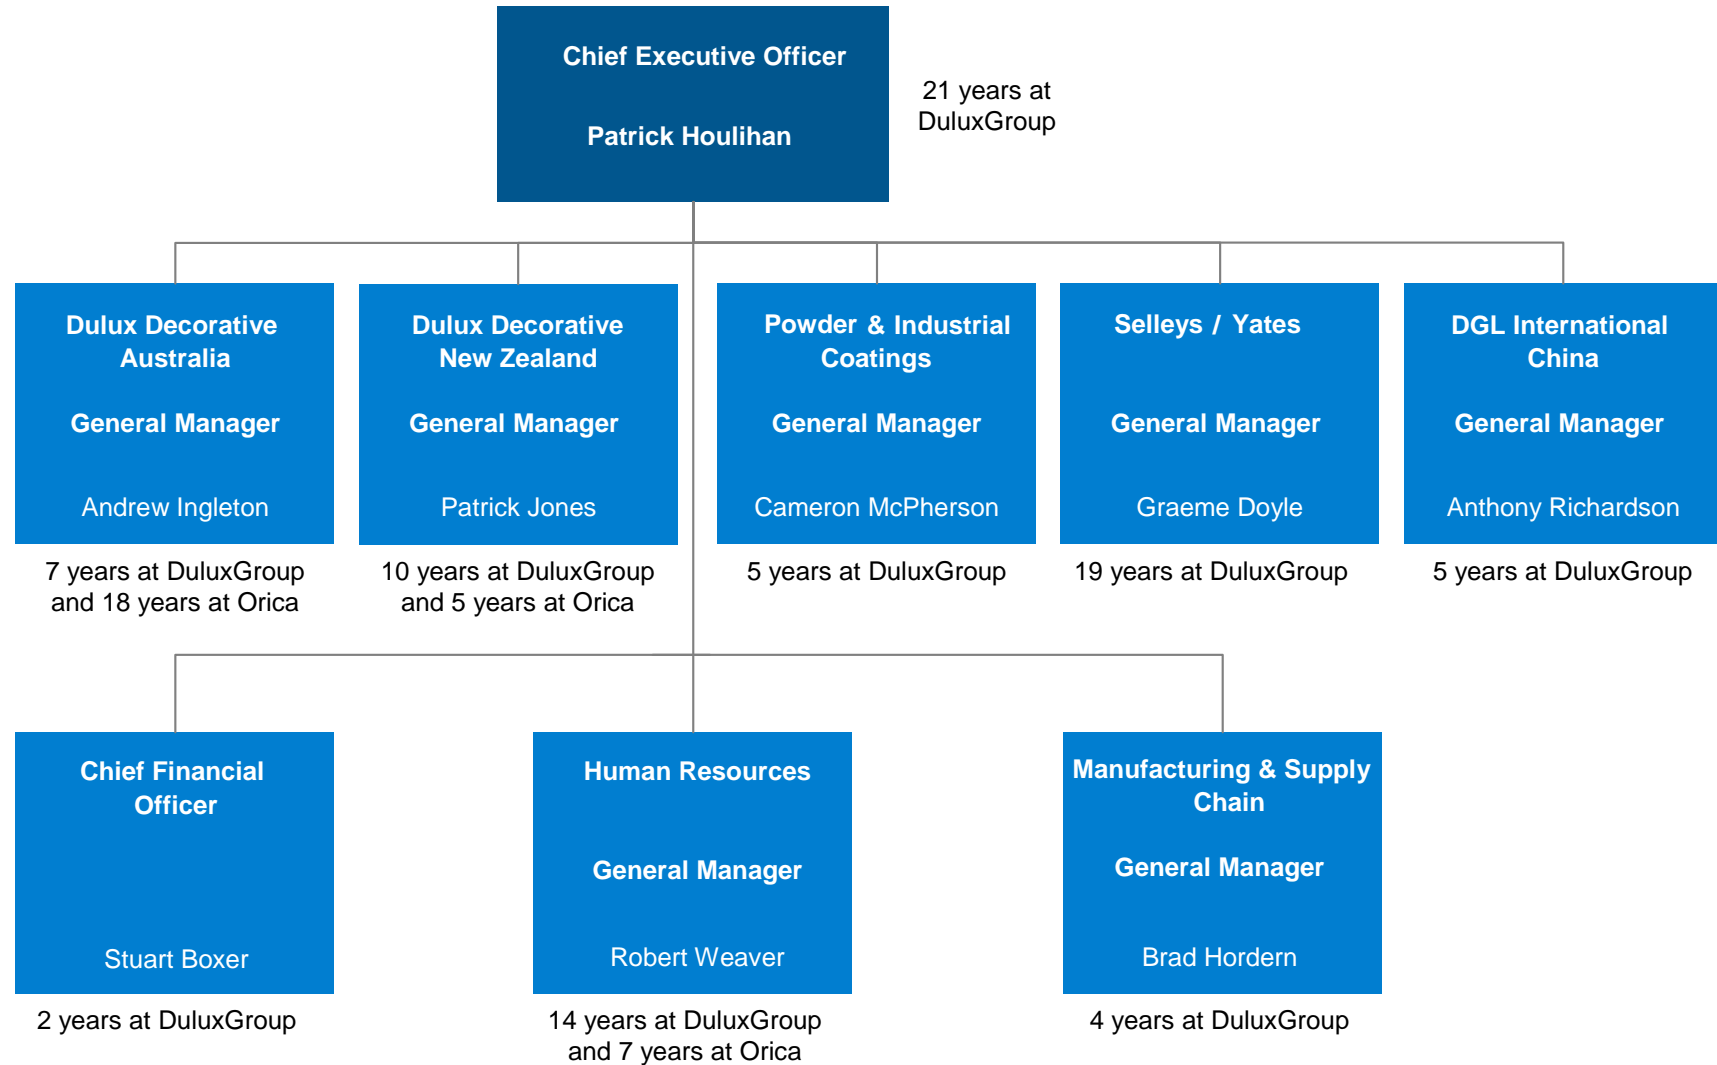 Chief Executive Officer
Patrick Houlihan
21 years at
DuluxGroup
Dulux Decorative
Australia
General Manager
Andrew Ingleton
7 years at DuluxGroup
and 18 years at Orica
Dulux Decorative
New Zealand
General Manager
Patrick Jones
10 years at DuluxGroup
and 5 years at Orica
Powder & Industrial
Coatings
General Manager
Cameron McPherson
5 years at DuluxGroup
Selleys / Yates
General Manager
Graeme Doyle
19 years at DuluxGroup
DGL International
China
General Manager
Anthony Richardson
5 years at DuluxGroup
Chief Financial
Officer
Stuart Boxer
2 years at DuluxGroup
Human Resources
General Manager
Robert Weaver
14 years at DuluxGroup
and 7 years at Orica
Manufacturing & Supply
Chain
General Manager
Brad Hordern
4 years at DuluxGroup